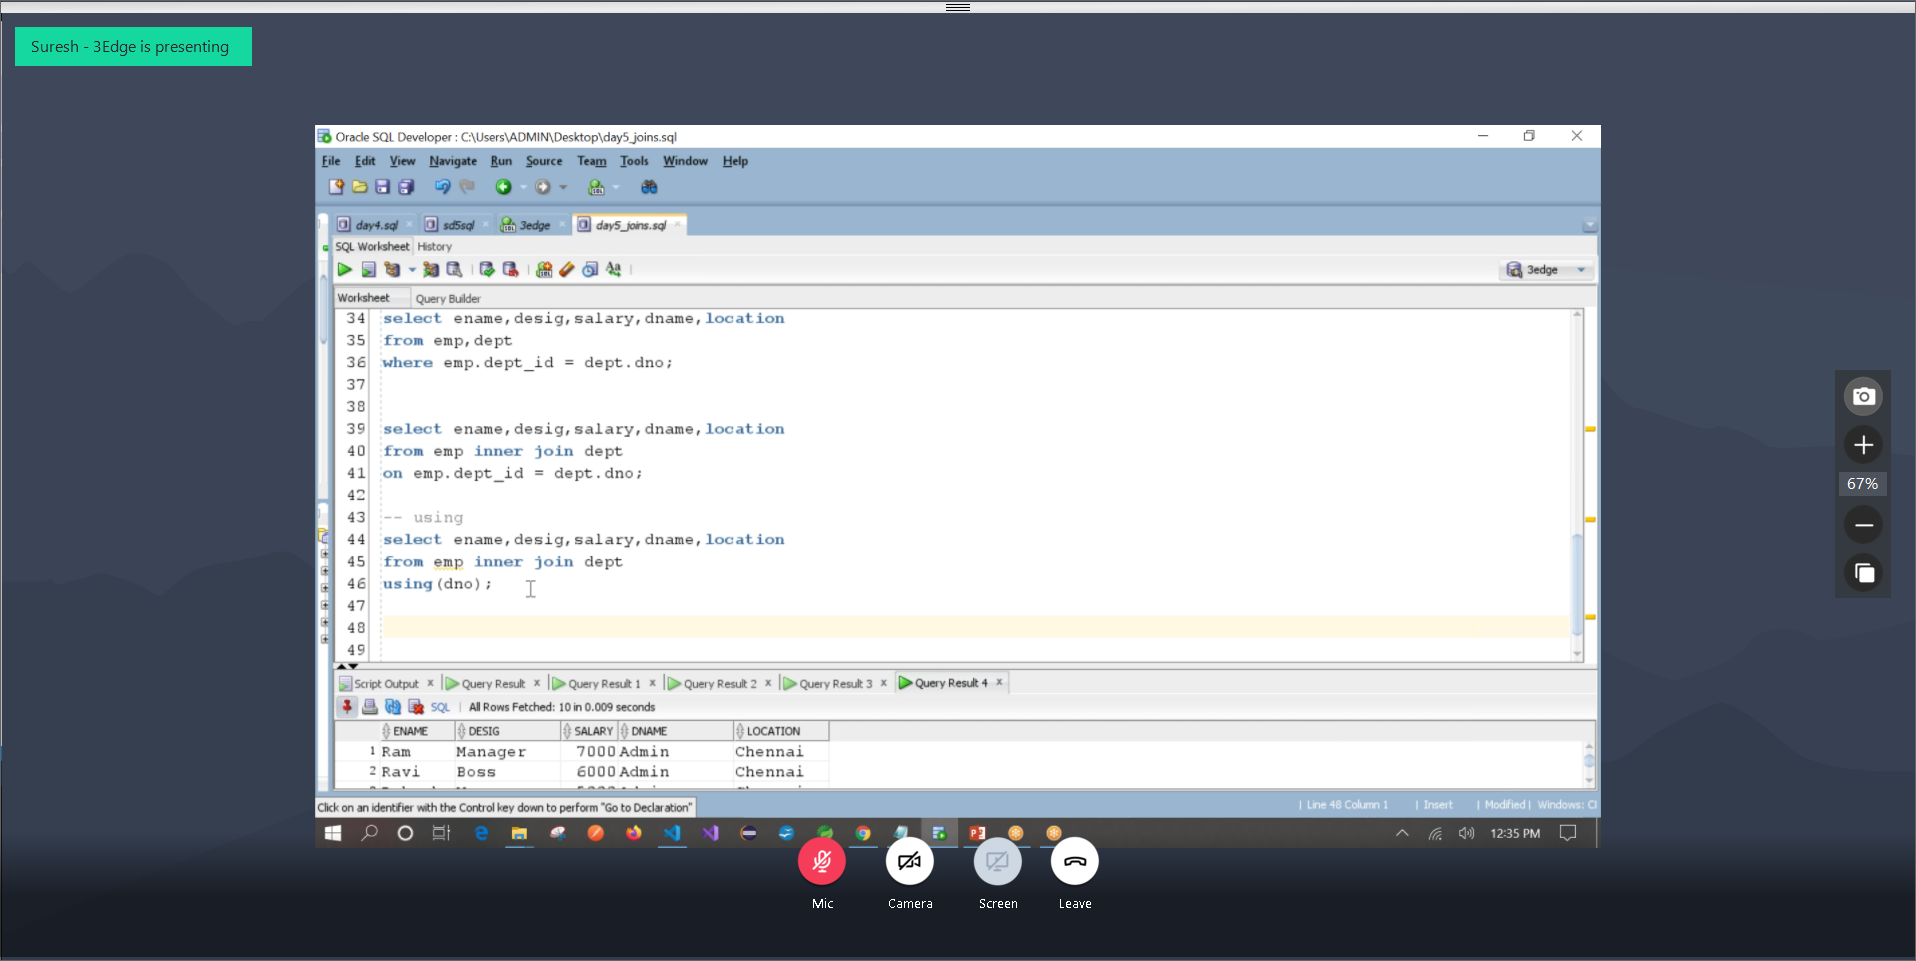 Suresh - 3Edge is presenting
Oracle SQL Developer : C:\Users\ADMIN\Desktop\day5_joins.sql
File Edit View Navigate Run Source Team Tools Window Help
day4.sql sd5sql 3edge day5_joins.sql
SQL Worksheet History
3edge
Worksheet Query Builder
34 select ename,desig,salary,dname,location
35 from emp,dept
36 where emp.dept_id = dept.dno;
37
38
39 select ename,desig,salary,dname,location
40 from emp inner join dept
41 on emp.dept_id = dept.dno;
42
43 -- using
44 select ename,desig,salary,dname,location
45 from emp inner join dept
46 using(dno);
47
48
49
67%
Script Output Query Result Query Result 1 Query Result 2 Query Result 3 Query Result 4
SQL All Rows Fetched: 10 in 0.009 seconds
ENAME DESIG SALARY DNAME LOCATION
1 Ram Manager 7000 Admin Chennai
2 Ravi Boss 6000 Admin Chennai
Click on an identifier with the Control key down to perform "Go to Declaration"
Line 48 Column 1 Insert Modified Windows: C
12:35 PM
Mic Camera Screen Leave